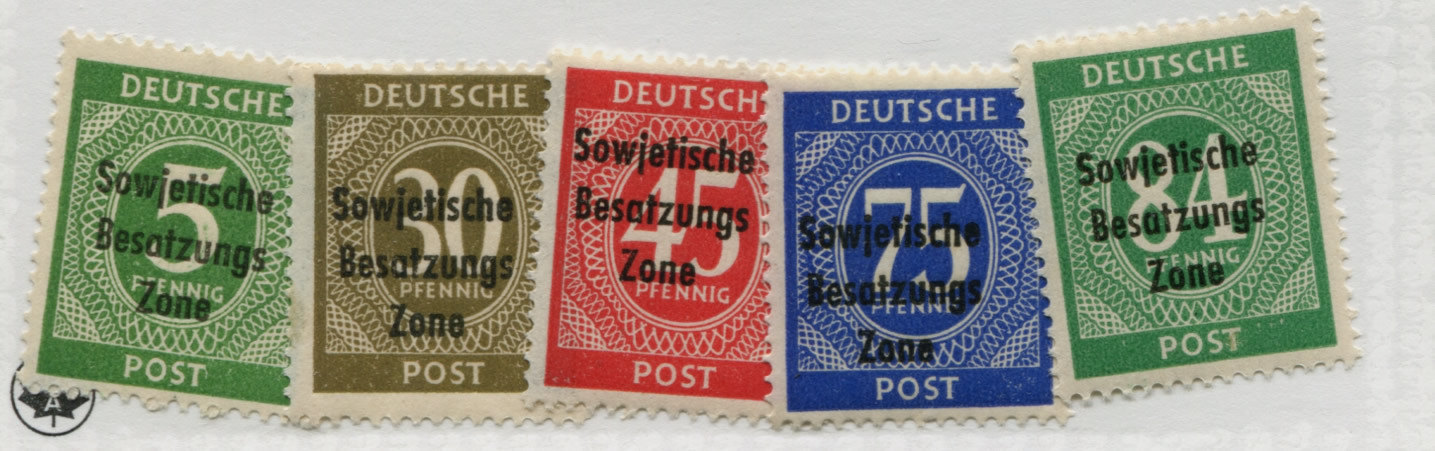 DEUTSCHE
5
PFENNIG
Sowjetische
Besatzungs
Zone
POST
DEUTSCHE
30
PFENNIG
Sowjetische
Besatzungs
Zone
POST
DEUTSCH
45
PFENNIG
Sowjetische
Besatzungs
Zone
POST
DEUTSCHE
75
PFENNIG
Sowjetische
Besatzungs
Zone
POST
DEUTSCHE
84
PFENNIG
Sowjetische
Besatzungs
Zone
POST
A